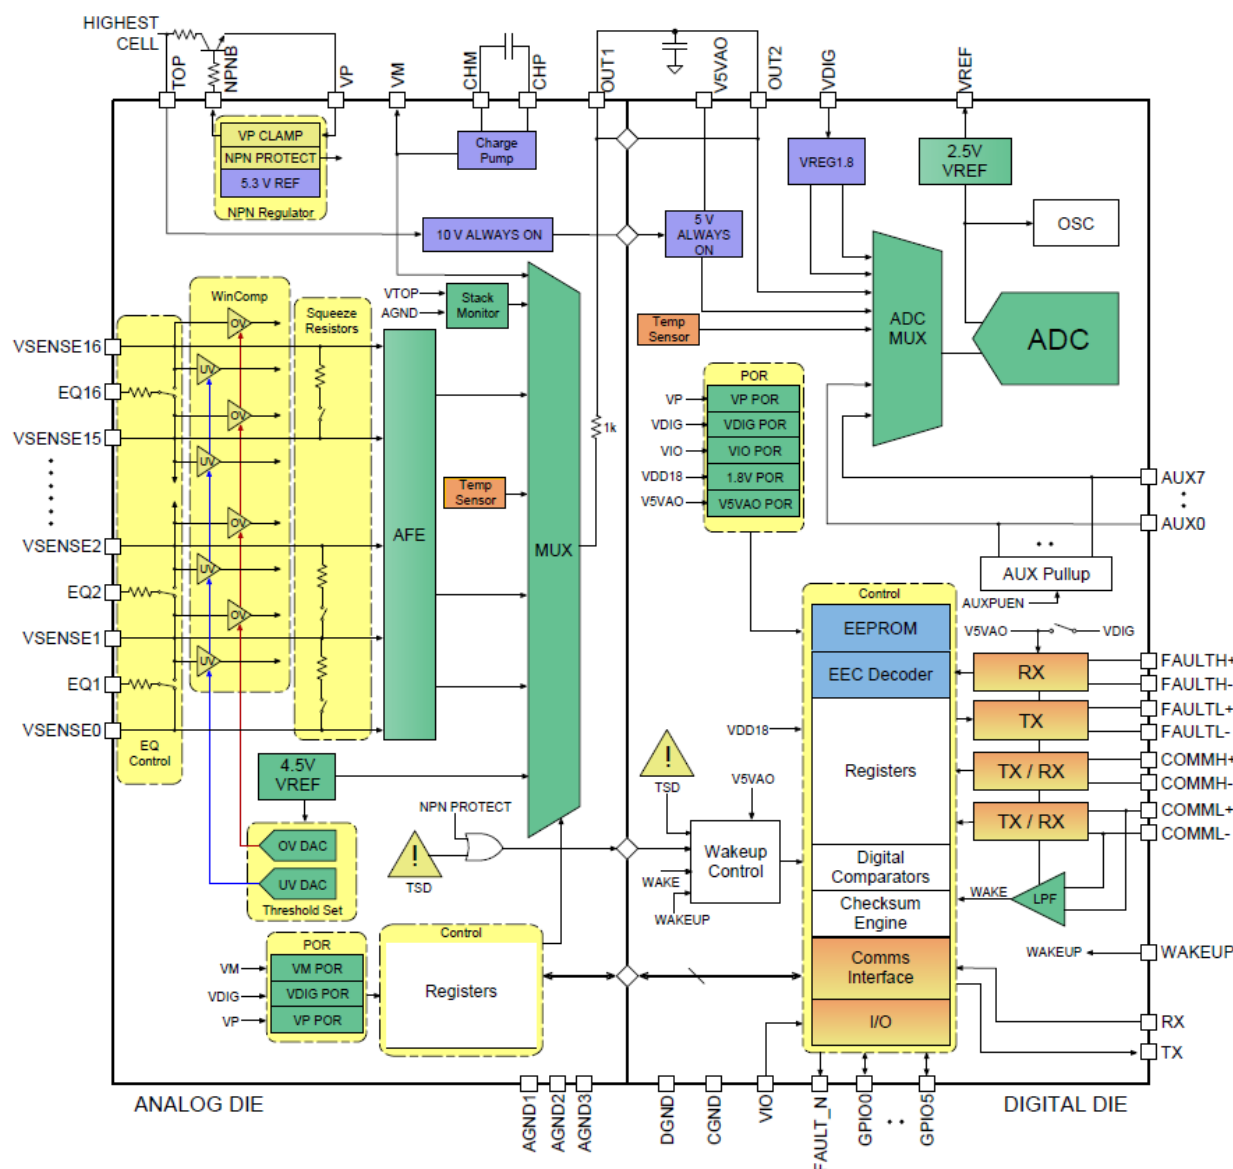 HIGHEST
CELL
TOP
NPNB
VP
VM
CHM
CHP
OUT1
V5VAO
OUT2
VDIG
VREF
VP CLAMP
NPN PROTECT
5.3 V REF
NPN Regulator
Charge
Pump
VREG1.8
2.5V
VREF
OSC
10 V ALWAYS ON
5 V
ALWAYS
ON
WinComp
Squeeze
Resistors
VTOP
AGND
Stack
Monitor
Temp
Sensor
ADC
MUX
ADC
OV
VSENSE16
UV
EQ16
OV
VSENSE15
UV
1k
POR
VP
VP POR
VDIG
VDIG POR
VIO
VIO POR
VDD18
1.8V POR
V5VAO
V5VAO POR
AUX7
AUX0
Temp
Sensor
AFE
MUX
OV
VSENSE2
UV
EQ2
OV
VSENSE1
UV
EQ1
VSENSE0
EQ
Control
AUX Pullup
AUXPUEN
Control
EEPROM
EEC Decoder
Registers
Digital
Comparators
Checksum
Engine
Comms
Interface
I/O
V5VAO
VDIG
RX
TX
TX / RX
TX / RX
FAULTH+
FAULTH-
FAULTL+
FAULTL-
COMMH+
COMMH-
COMML+
COMML-
VDD18
4.5V
VREF
OV DAC
UV DAC
Threshold Set
NPN PROTECT
!
TSD
!
TSD
V5VAO
Wakeup
Control
WAKE
WAKEUP
WAKE
LPF
WAKEUP
WAKEUP
RX
TX
POR
VM
VM POR
VDIG
VDIG POR
VP
VP POR
Control
Registers
ANALOG DIE
AGND1
AGND2
AGND3
DGND
CGND
VIO
FAULT_N
GPIO0
GPIO5
DIGITAL DIE